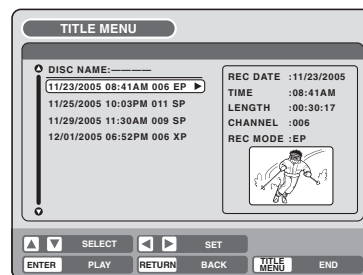 TITLE MENU
DISC NAME:————
11/23/2005 08:41AM 006 EP ▶
11/25/2005 10:03PM 011 SP
11/29/2005 11:30AM 009 SP
12/01/2005 06:52PM 006 XP
REC DATE :11/23/2005
TIME :08:41AM
LENGTH :00:30:17
CHANNEL :006
REC MODE :EP
SELECT SET
ENTER PLAY RETURN BACK TITLE MENU END